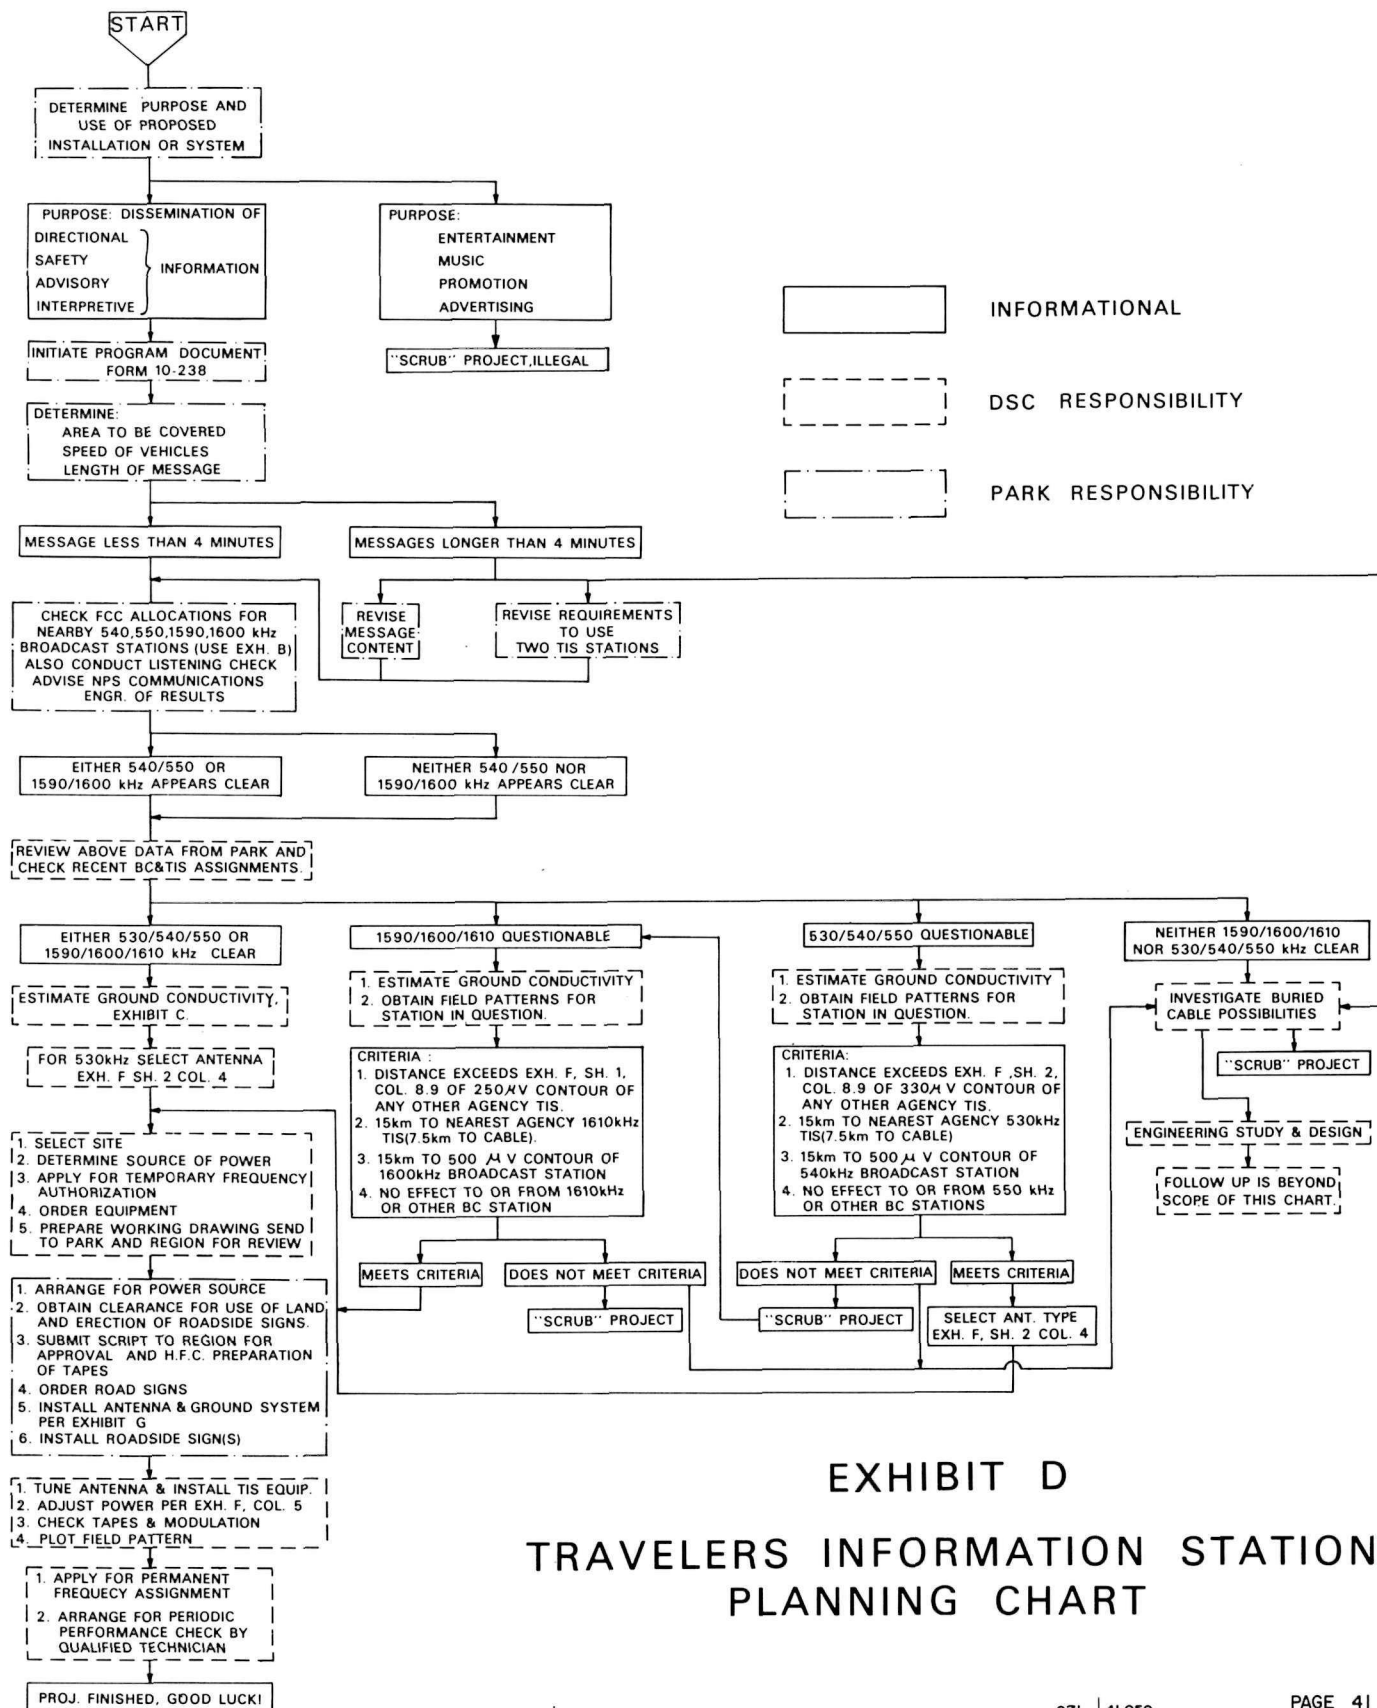 START
DETERMINE PURPOSE AND
USE OF PROPOSED
INSTALLATION OR SYSTEM
PURPOSE: DISSEMINATION OF
DIRECTIONAL
SAFETY
ADVISORY
INTERPRETIVE
INFORMATION
PURPOSE:
ENTERTAINMENT
MUSIC
PROMOTION
ADVERTISING
INITIATE PROGRAM DOCUMENT
FORM 10-238
"SCRUB" PROJECT,ILLEGAL
INFORMATIONAL
DSC RESPONSIBILITY
PARK RESPONSIBILITY
DETERMINE:
AREA TO BE COVERED
SPEED OF VEHICLES
LENGTH OF MESSAGE
MESSAGE LESS THAN 4 MINUTES
MESSAGES LONGER THAN 4 MINUTES
CHECK FCC ALLOCATIONS FOR
NEARBY 540,550,1590,1600 kHz
BROADCAST STATIONS (USE EXH. B)
ALSO CONDUCT LISTENING CHECK
ADVISE NPS COMMUNICATIONS
ENGR. OF RESULTS
REVISE
MESSAGE
CONTENT
REVISE REQUIREMENTS
TO USE
TWO TIS STATIONS
EITHER 540/550 OR
1590/1600 kHz APPEARS CLEAR
NEITHER 540/550 NOR
1590/1600 kHz APPEARS CLEAR
REVIEW ABOVE DATA FROM PARK AND
CHECK RECENT BC&TIS ASSIGNMENTS.
EITHER 530/540/550 OR
1590/1600/1610 kHz CLEAR
1590/1600/1610 QUESTIONABLE
530/540/550 QUESTIONABLE
NEITHER 1590/1600/1610
NOR 530/540/550 kHz CLEAR
ESTIMATE GROUND CONDUCTIVITY,
EXHIBIT C.
1. ESTIMATE GROUND CONDUCTIVITY
2. OBTAIN FIELD PATTERNS FOR
STATION IN QUESTION.
1. ESTIMATE GROUND CONDUCTIVITY
2. OBTAIN FIELD PATTERNS FOR
STATION IN QUESTION.
INVESTIGATE BURIED
CABLE POSSIBILITIES
"SCRUB" PROJECT
ENGINEERING STUDY & DESIGN
FOLLOW UP IS BEYOND
SCOPE OF THIS CHART.
FOR 530kHz SELECT ANTENNA
EXH. F SH. 2 COL. 4
CRITERIA :
1. DISTANCE EXCEEDS EXH. F, SH. 1,
COL. 8.9 OF 250μV CONTOUR OF
ANY OTHER AGENCY TIS.
2. 15km TO NEAREST AGENCY 1610kHz
TIS(7.5km TO CABLE).
3. 15km TO 500 μ V CONTOUR OF
1600kHz BROADCAST STATION
4. NO EFFECT TO OR FROM 1610kHz
OR OTHER BC STATION
CRITERIA:
1. DISTANCE EXCEEDS EXH. F ,SH. 2,
COL. 8.9 OF 330μ V CONTOUR OF
ANY OTHER AGENCY TIS.
2. 15km TO NEAREST AGENCY 530kHz
TIS(7.5km TO CABLE)
3. 15km TO 500 μ V CONTOUR OF
540kHz BROADCAST STATION
4. NO EFFECT TO OR FROM 550 kHz
OR OTHER BC STATIONS
1. SELECT SITE
2. DETERMINE SOURCE OF POWER
3. APPLY FOR TEMPORARY FREQUENCY
AUTHORIZATION
4. ORDER EQUIPMENT
5. PREPARE WORKING DRAWING SEND
TO PARK AND REGION FOR REVIEW
MEETS CRITERIA
DOES NOT MEET CRITERIA
DOES NOT MEET CRITERIA
MEETS CRITERIA
"SCRUB" PROJECT
"SCRUB" PROJECT
SELECT ANT. TYPE
EXH. F, SH. 2 COL. 4
1. ARRANGE FOR POWER SOURCE
2. OBTAIN CLEARANCE FOR USE OF LAND
AND ERECTION OF ROADSIDE SIGNS.
3. SUBMIT SCRIPT TO REGION FOR
APPROVAL AND H.F.C. PREPARATION
OF TAPES
4. ORDER ROAD SIGNS
5. INSTALL ANTENNA & GROUND SYSTEM
PER EXHIBIT G
6. INSTALL ROADSIDE SIGN(S)
1. TUNE ANTENNA & INSTALL TIS EQUIP.
2. ADJUST POWER PER EXH. F, COL. 5
3. CHECK TAPES & MODULATION
4. PLOT FIELD PATTERN
1. APPLY FOR PERMANENT
FREQUECY ASSIGNMENT
2. ARRANGE FOR PERIODIC
PERFORMANCE CHECK BY
QUALIFIED TECHNICIAN
PROJ. FINISHED, GOOD LUCK!
EXHIBIT D
TRAVELERS INFORMATION STATION
PLANNING CHART
PAGE 41